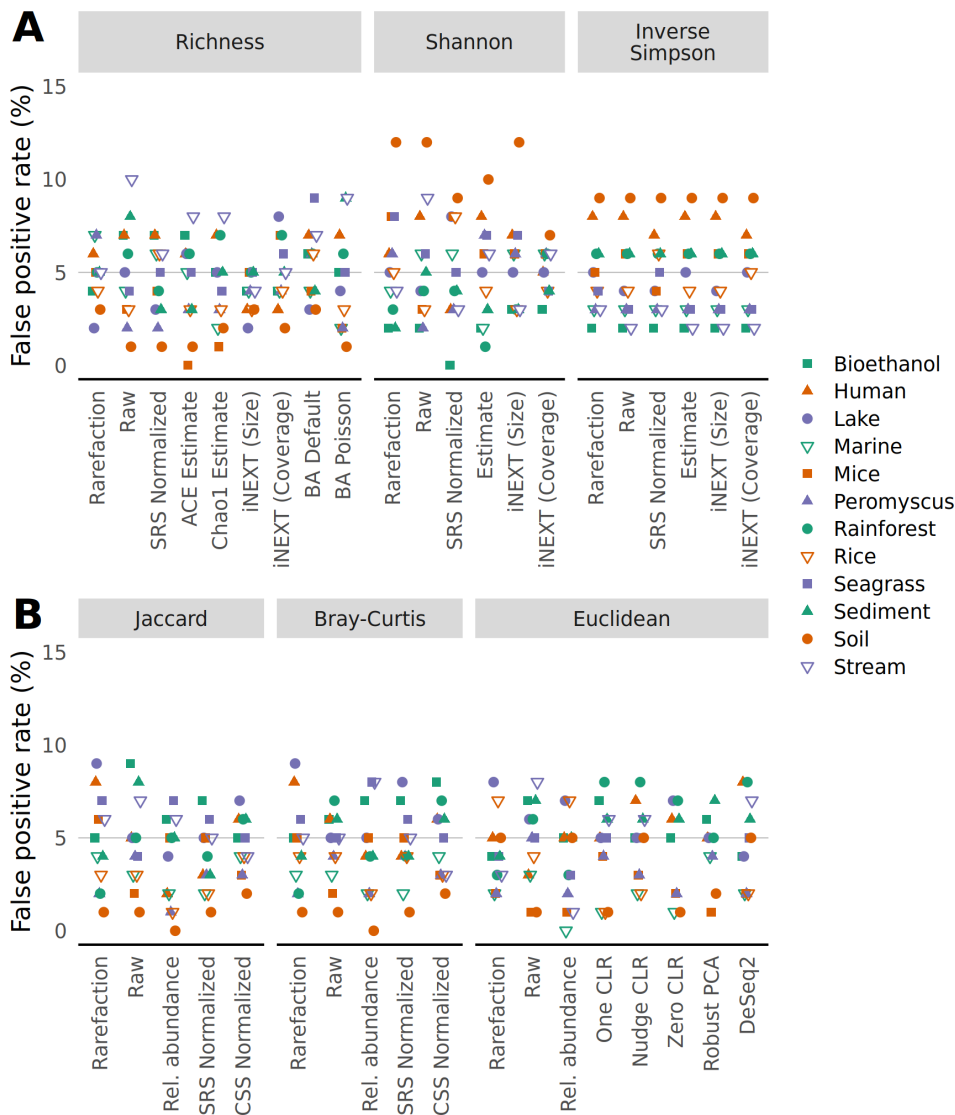 A
Richness
Shannon
Inverse
Simpson
False positive rate (%)
15
10
5
0
Rarefaction
Raw
SRS Normalized
ACE Estimate
Chao1 Estimate
iNEXT (Size)
iNEXT (Coverage)
BA Default
BA Poisson
Rarefaction
Raw
SRS Normalized
Estimate
iNEXT (Size)
iNEXT (Coverage)
Rarefaction
Raw
SRS Normalized
Estimate
iNEXT (Size)
iNEXT (Coverage)
Bioethanol
Human
Lake
Marine
Mice
Peromyscus
Rainforest
Rice
Seagrass
Sediment
Soil
Stream
B
Jaccard
Bray-Curtis
Euclidean
False positive rate (%)
15
10
5
0
Rarefaction
Raw
Rel. abundance
SRS Normalized
CSS Normalized
Rarefaction
Raw
Rel. abundance
SRS Normalized
CSS Normalized
Rarefaction
Raw
Rel. abundance
One CLR
Nudge CLR
Zero CLR
Robust PCA
DeSeq2